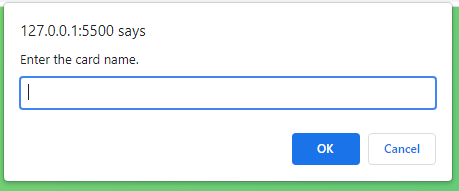 127.0.0.1:5500 says
Enter the card name.
OK
Cancel